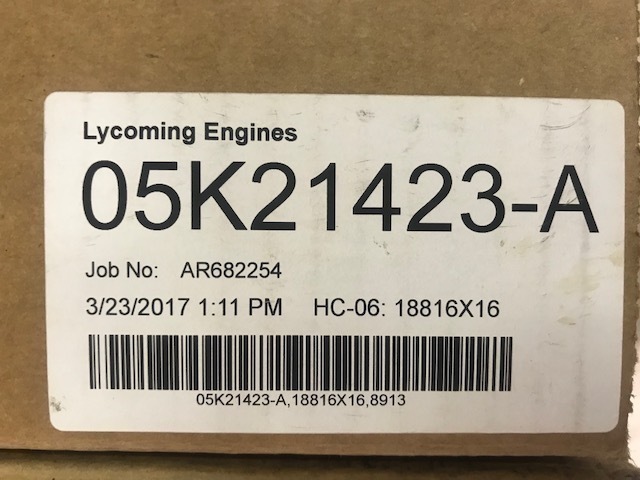 Lycoming Engines
05K21423-A
Job No: AR682254
3/23/2017 1:11 PM HC-06: 18816X16
05K21423-A,18816X16,8913